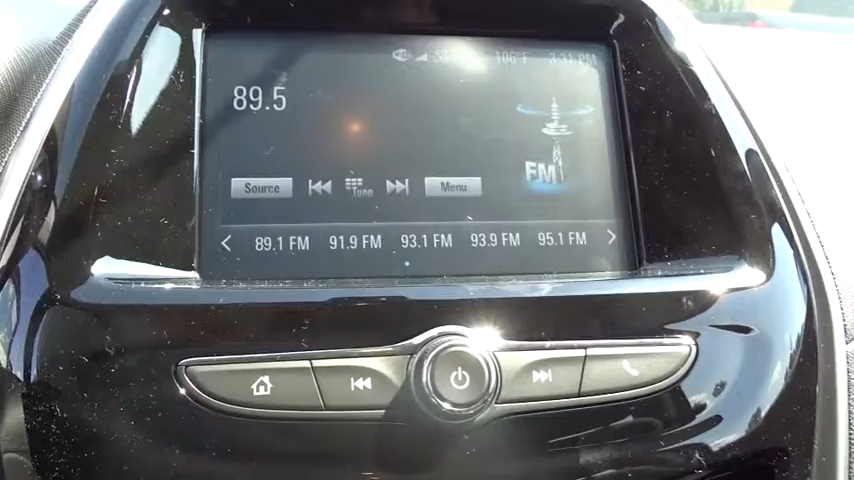 106°F 3:31 PM
89.5
FM
Source Tune Menu
89.1 FM 91.9 FM 93.1 FM 93.9 FM 95.1 FM